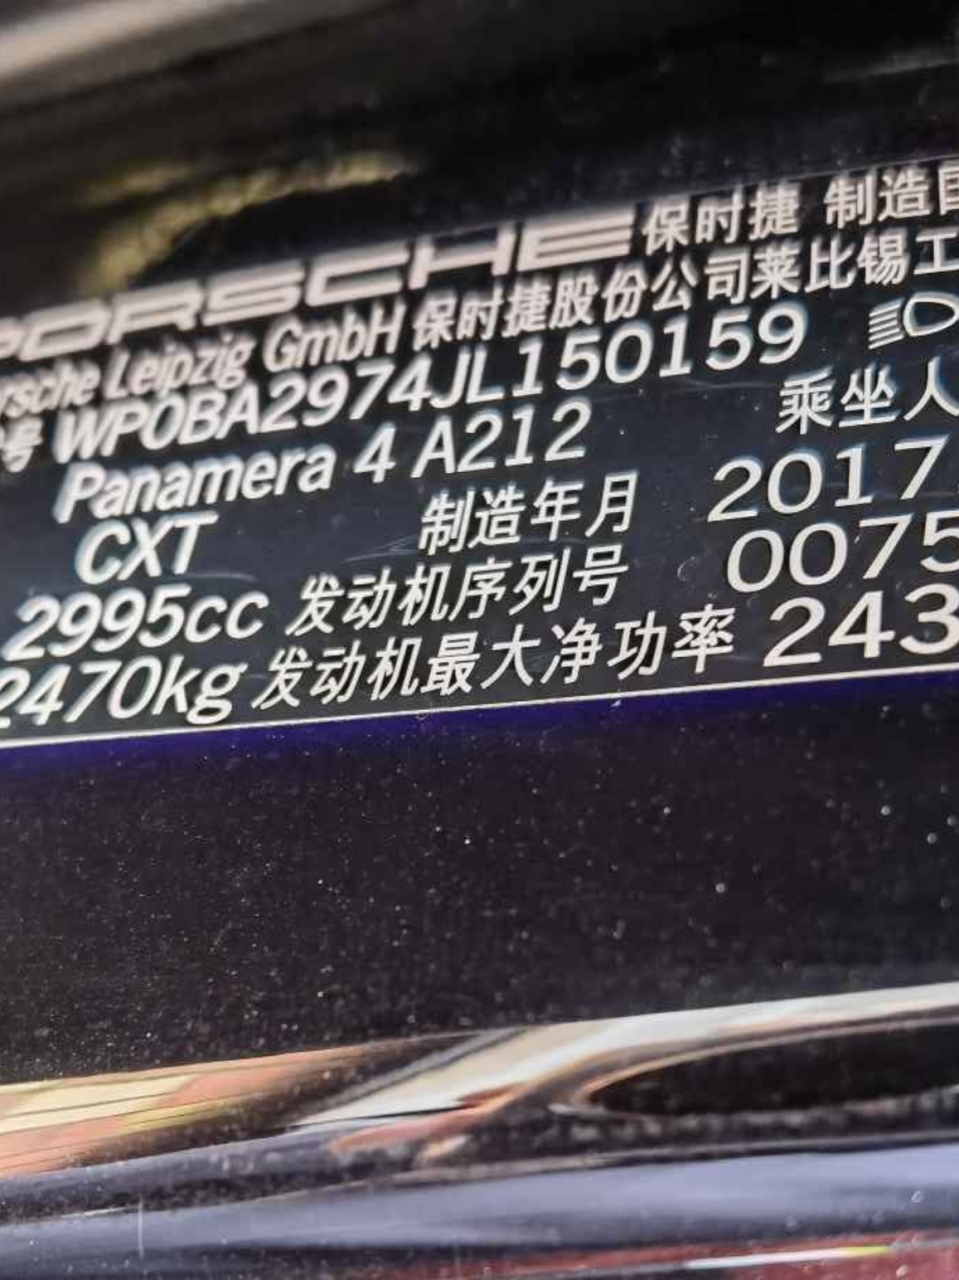 PORSCHE 保时捷 制造国
Porsche Leipzig GmbH 保时捷股份公司莱比锡工
号 WP0BA2974JL150159
Panamera 4 A212 乘坐人
CXT 制造年月 2017
2995cc 发动机序列号 0075
2470kg 发动机最大净功率 243